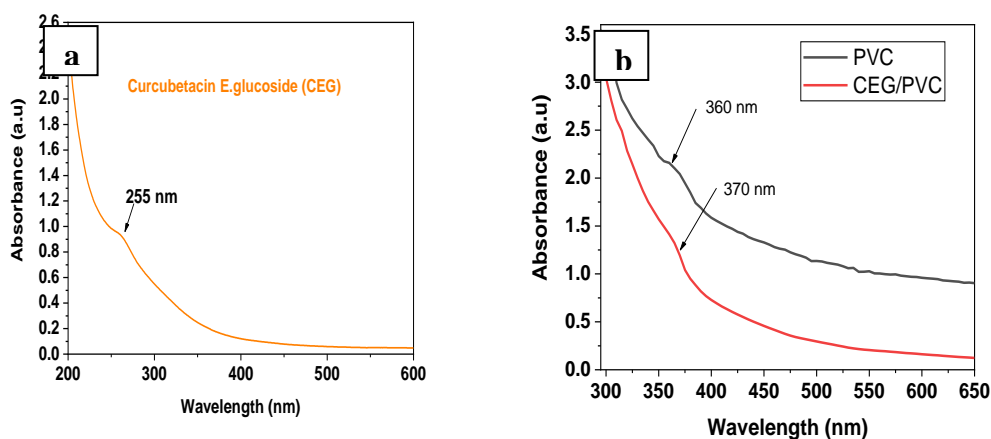 a
Curcubetacin E.glucoside (CEG)
255 nm
Absorbance (a.u)
2.6
2.4
2.2
2.0
1.8
1.6
1.4
1.2
1.0
0.8
0.6
0.4
0.2
0.0
200 300 400 500 600
Wavelength (nm)
b
PVC
CEG/PVC
360 nm
370 nm
Absorbance (a.u)
3.5
3.0
2.5
2.0
1.5
1.0
0.5
0.0
300 350 400 450 500 550 600 650
Wavelength (nm)